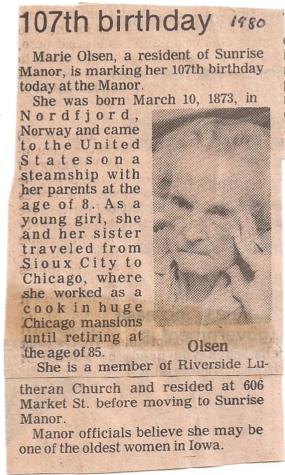 107th birthday 1980
Marie Olsen, a resident of Sunrise
Manor, is marking her 107th birthday
today at the Manor.
She was born March 10, 1873, in
Nordfjord,
Norway and came
to the United
States on a
steamship with
her parents at the
age of 8. As a
young girl, she
and her sister
traveled from
Sioux City to
Chicago, where
she worked as a
cook in huge
Chicago mansions
until retiring at
the age of 85.
Olsen
She is a member of Riverside Lu-
theran Church and resided at 606
Market St. before moving to Sunrise
Manor.
Manor officials believe she may be
one of the oldest women in Iowa.